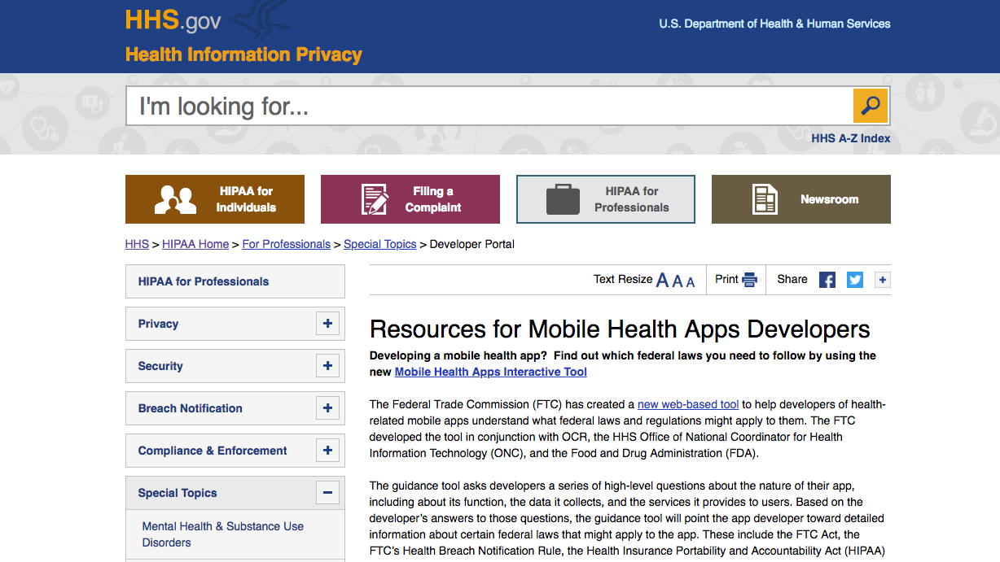 HHS.gov
U.S. Department of Health & Human Services
Health Information Privacy
I'm looking for...
HHS A-Z Index
HIPAA for
Individuals
Filing a
Complaint
HIPAA for
Professionals
Newsroom
HHS > HIPAA Home > For Professionals > Special Topics > Developer Portal
HIPAA for Professionals
Privacy +
Security +
Breach Notification +
Compliance & Enforcement +
Special Topics −
Mental Health & Substance Use
Disorders
Text Resize A A A
Print
Share f +
Resources for Mobile Health Apps Developers
Developing a mobile health app?  Find out which federal laws you need to follow by using the
new Mobile Health Apps Interactive Tool
The Federal Trade Commission (FTC) has created a new web-based tool to help developers of health-
related mobile apps understand what federal laws and regulations might apply to them. The FTC
developed the tool in conjunction with OCR, the HHS Office of National Coordinator for Health
Information Technology (ONC), and the Food and Drug Administration (FDA).
The guidance tool asks developers a series of high-level questions about the nature of their app,
including about its function, the data it collects, and the services it provides to users. Based on the
developer's answers to those questions, the guidance tool will point the app developer toward detailed
information about certain federal laws that might apply to the app. These include the FTC Act, the
FTC's Health Breach Notification Rule, the Health Insurance Portability and Accountability Act (HIPAA)